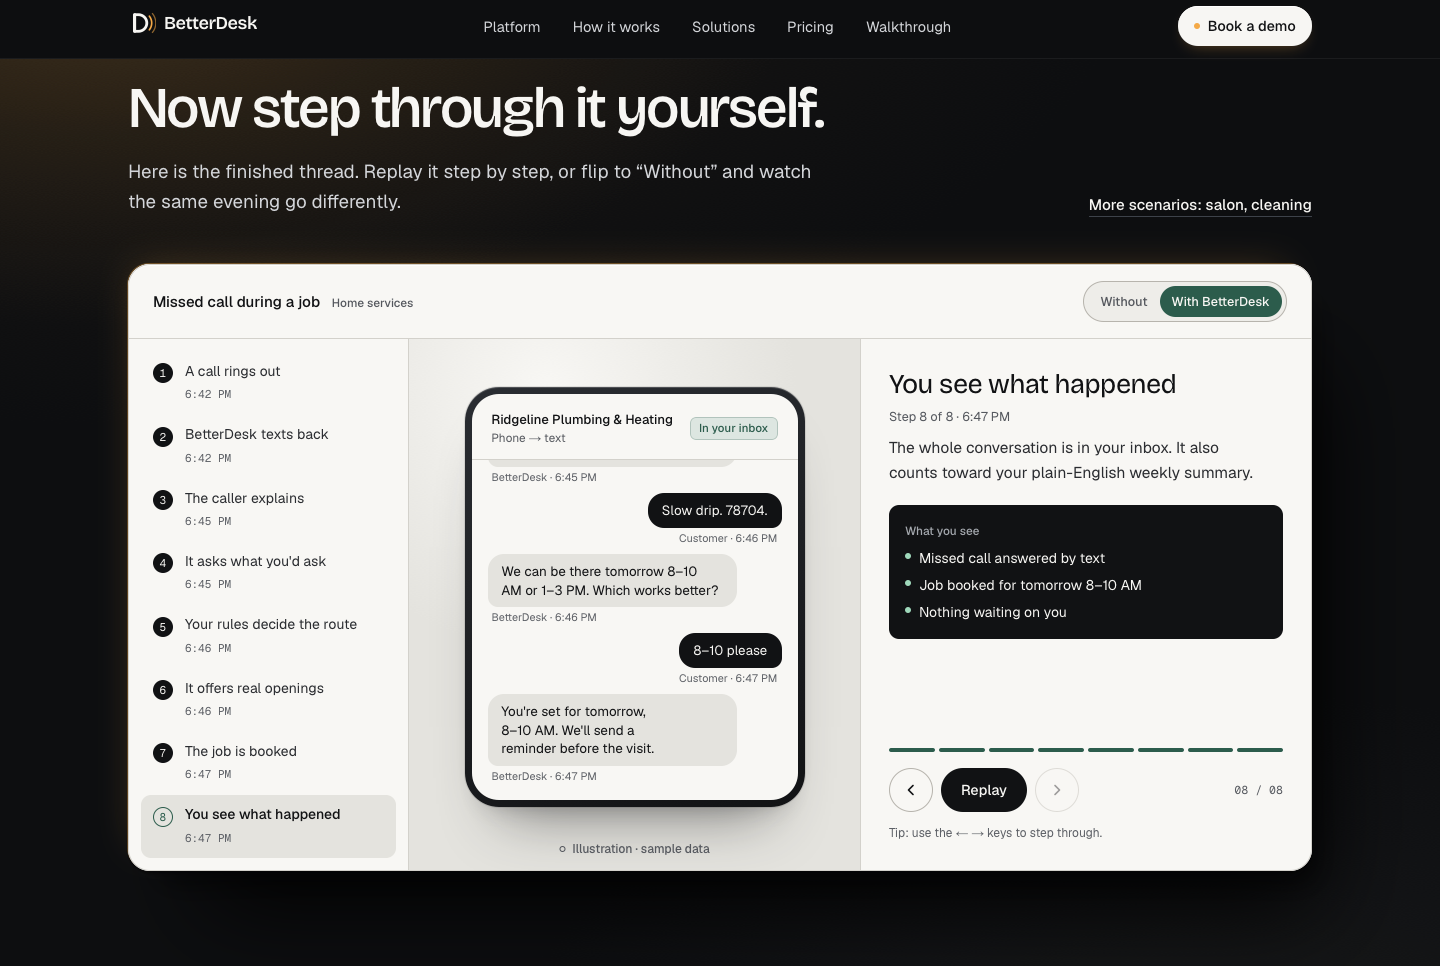 BetterDesk
Platform
How it works
Solutions
Pricing
Walkthrough
Book a demo
Now step through it yourself.
Here is the finished thread. Replay it step by step, or flip to “Without” and watch
the same evening go differently.
More scenarios: salon, cleaning
Missed call during a job
Home services
Without
With BetterDesk
1
A call rings out
6:42 PM
2
BetterDesk texts back
6:42 PM
3
The caller explains
6:45 PM
4
It asks what you'd ask
6:45 PM
5
Your rules decide the route
6:46 PM
6
It offers real openings
6:46 PM
7
The job is booked
6:47 PM
8
You see what happened
6:47 PM
Ridgeline Plumbing & Heating
Phone → text
In your inbox
BetterDesk · 6:45 PM
Slow drip. 78704.
Customer · 6:46 PM
We can be there tomorrow 8–10
AM or 1–3 PM. Which works better?
BetterDesk · 6:46 PM
8–10 please
Customer · 6:47 PM
You're set for tomorrow,
8–10 AM. We'll send a
reminder before the visit.
BetterDesk · 6:47 PM
Illustration · sample data
You see what happened
Step 8 of 8 · 6:47 PM
The whole conversation is in your inbox. It also
counts toward your plain-English weekly summary.
What you see
Missed call answered by text
Job booked for tomorrow 8–10 AM
Nothing waiting on you
Replay
08 / 08
Tip: use the ← → keys to step through.